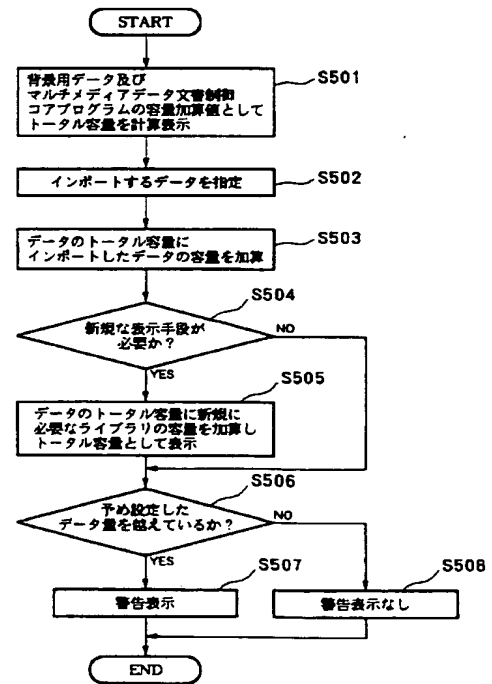 START
背景用データ及び
マルチメディアデータ文書制御
コアプログラムの容量加算値として
トータル容量を計算表示
S501
インポートするデータを指定
S502
データのトータル容量に
インポートしたデータの容量を加算
S503
S504
新規な表示手段が
必要か?
NO
YES
S505
データのトータル容量に新規に
必要なライブラリの容量を加算し
トータル容量として表示
S506
予め設定した
データ量を越えているか?
NO
YES
S507
警告表示
S508
警告表示なし
END